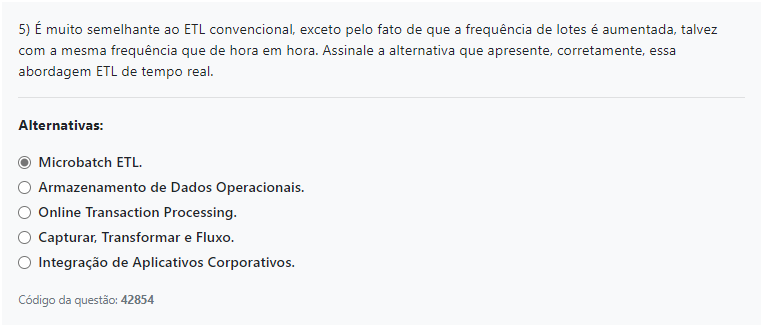 5) É muito semelhante ao ETL convencional, exceto pelo fato de que a frequência de lotes é aumentada, talvez
com a mesma frequência que de hora em hora. Assinale a alternativa que apresente, corretamente, essa
abordagem ETL de tempo real.
Alternativas:
Microbatch ETL.
Armazenamento de Dados Operacionais.
Online Transaction Processing.
Capturar, Transformar e Fluxo.
Integração de Aplicativos Corporativos.
Código da questão: 42854